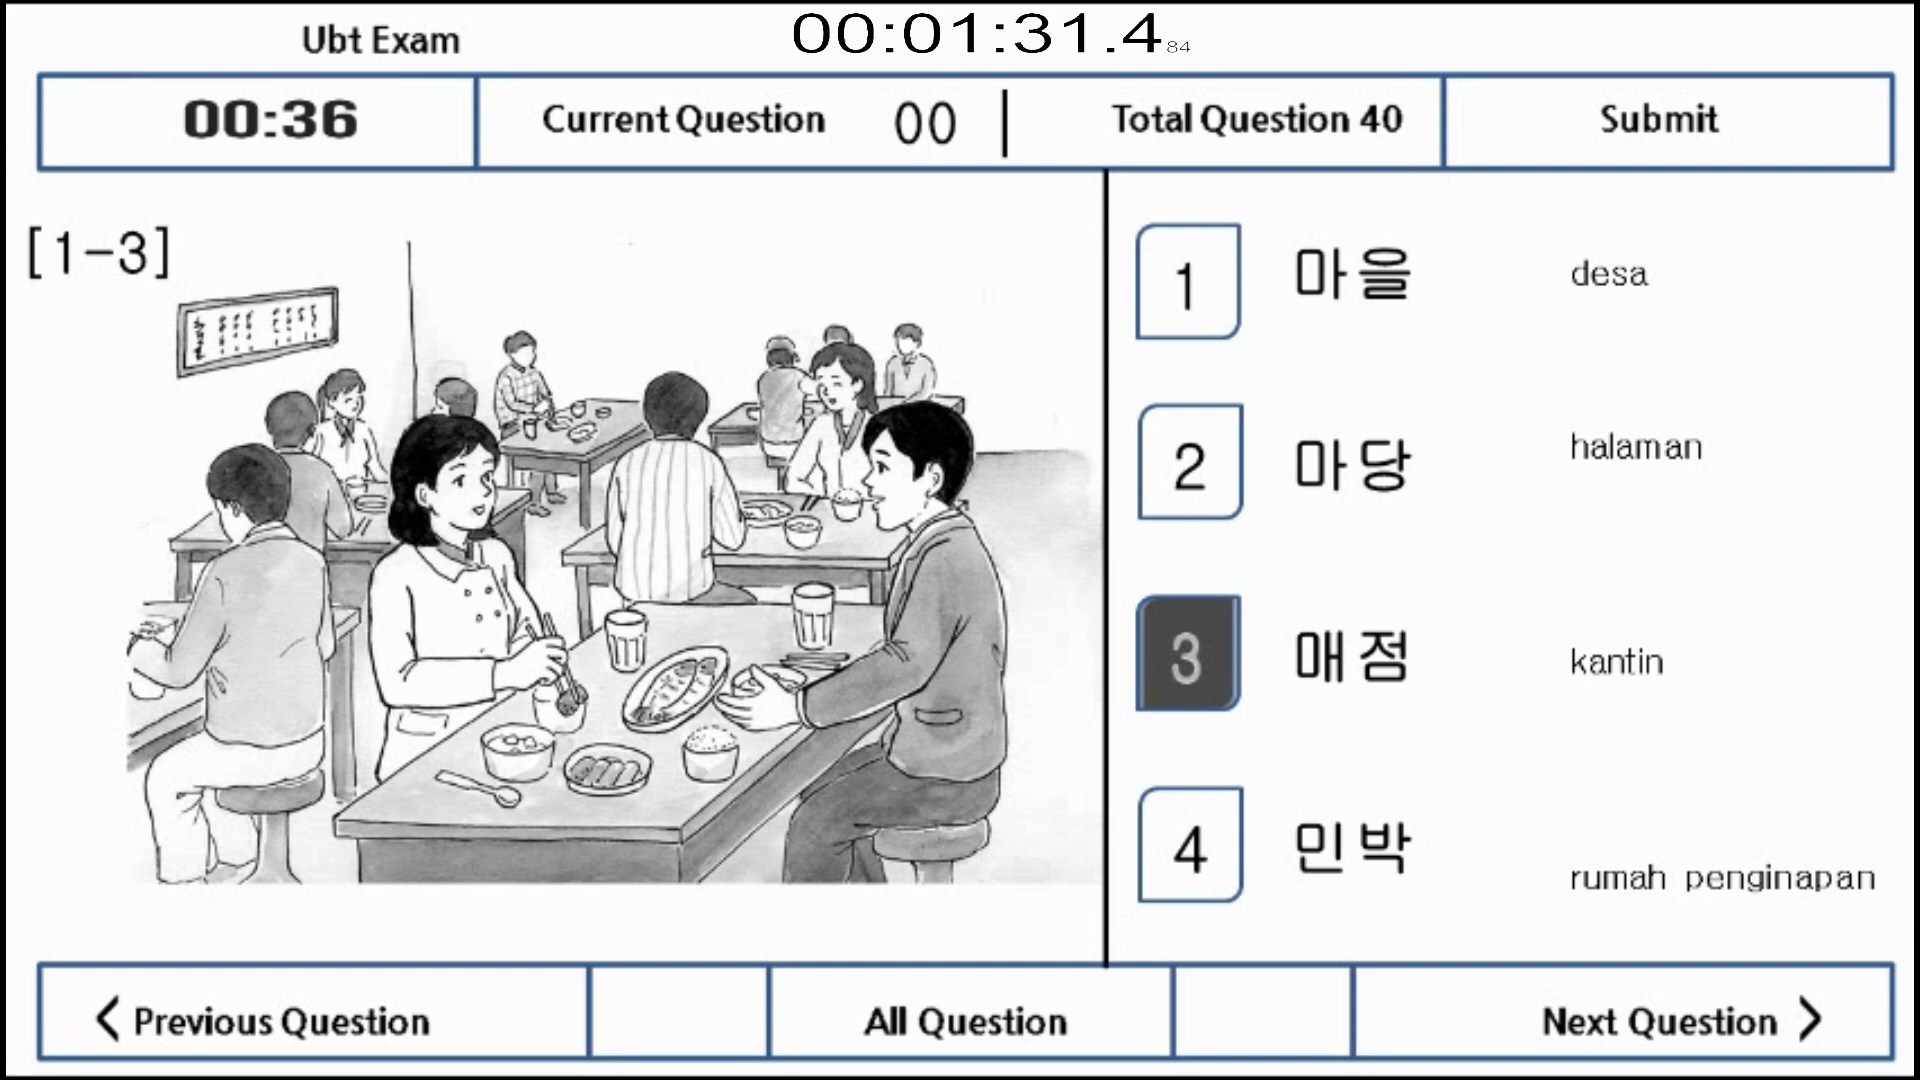 Ubt Exam
00:01:31.484
00:36
Current Question 00
Total Question 40
Submit
[1-3]
1 마을 desa
2 마당 halaman
3 매점 kantin
4 민박 rumah penginapan
< Previous Question
All Question
Next Question >